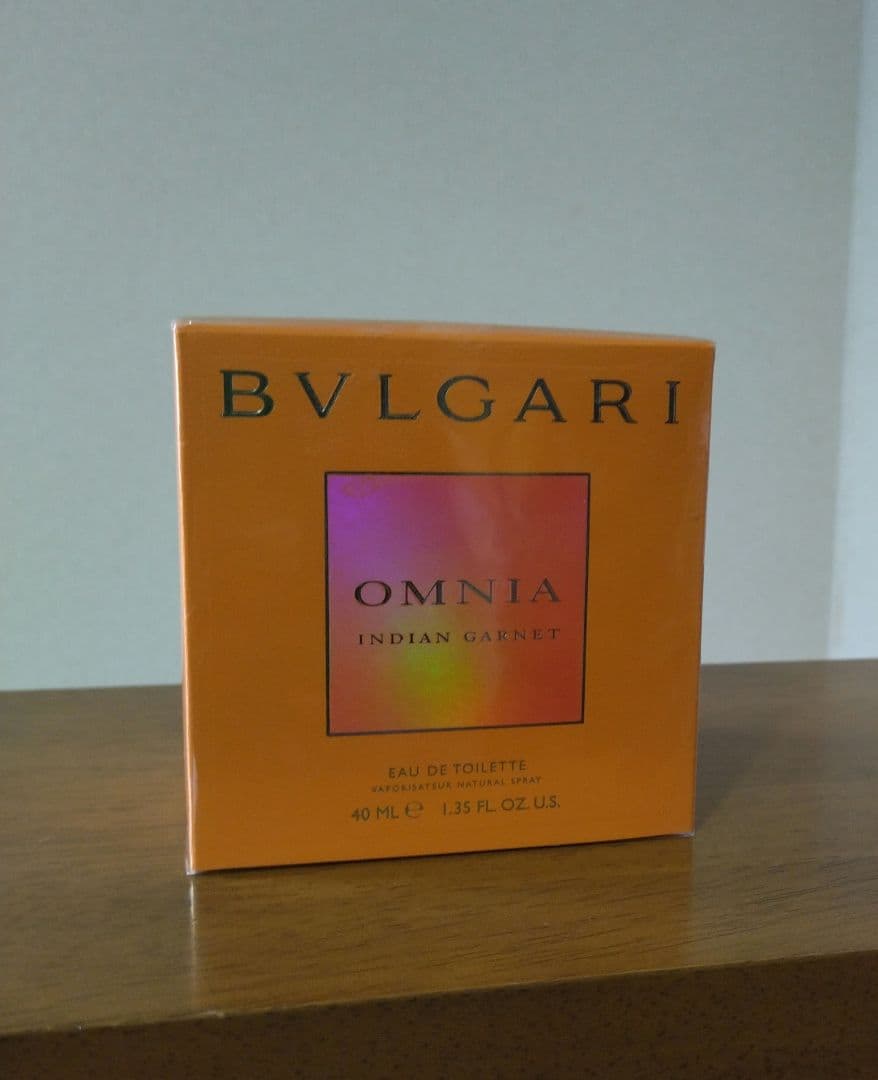 BVLGARI
OMNIA
INDIAN GARNET
EAU DE TOILETTE
VAPORISATEUR NATURAL SPRAY
40 ML ℮ 1.35 FL. OZ. U.S.